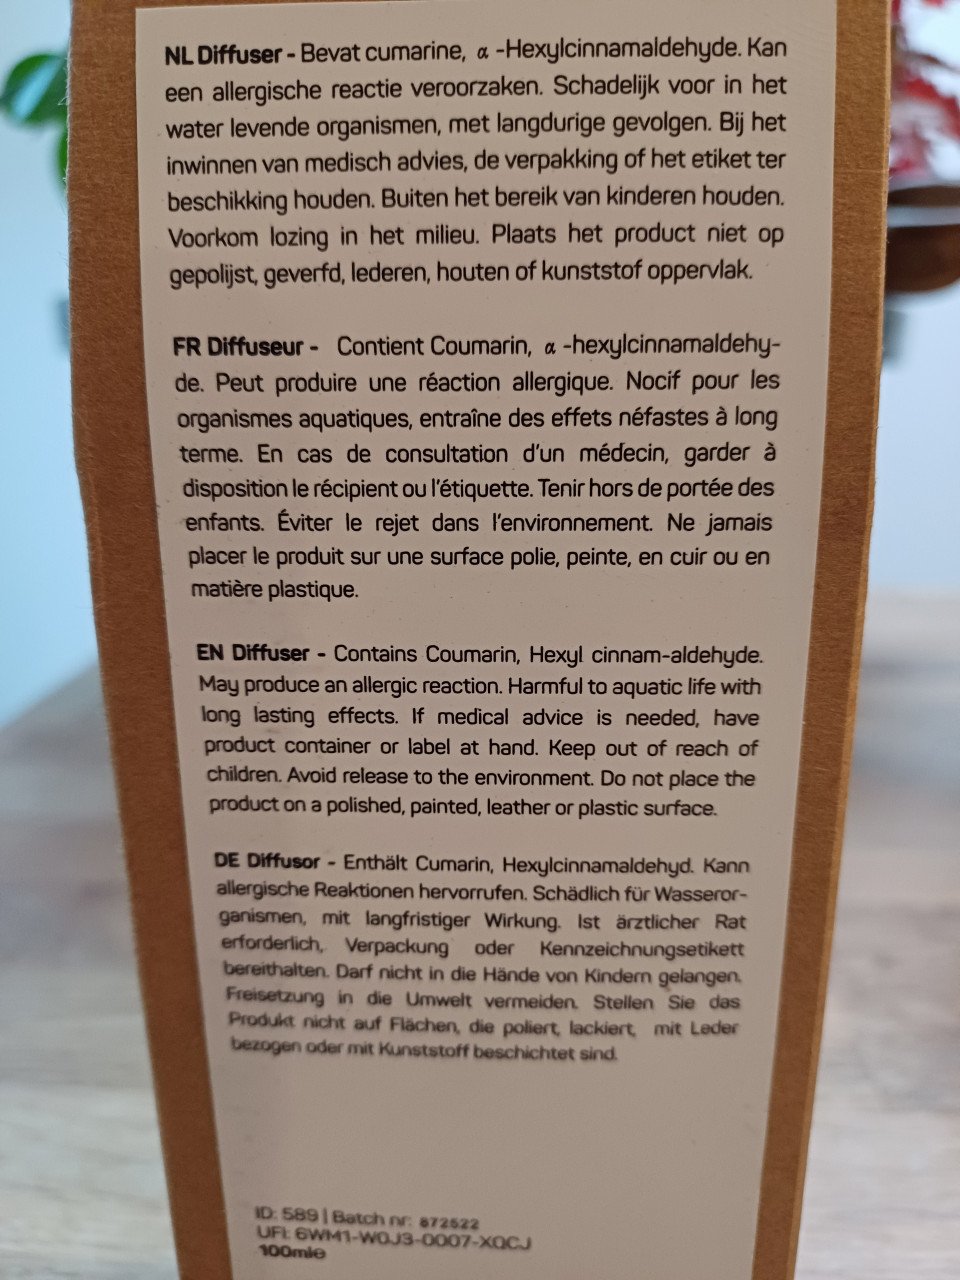 NL Diffuser - Bevat cumarine, α -Hexylcinnamaldehyde. Kan
een allergische reactie veroorzaken. Schadelijk voor in het
water levende organismen, met langdurige gevolgen. Bij het
inwinnen van medisch advies, de verpakking of het etiket ter
beschikking houden. Buiten het bereik van kinderen houden.
Voorkom lozing in het milieu. Plaats het product niet op
gepolijst, geverfd, lederen, houten of kunststof oppervlak.
FR Diffuseur - Contient Coumarin, α -hexylcinnamaldehy-
de. Peut produire une réaction allergique. Nocif pour les
organismes aquatiques, entraîne des effets néfastes à long
terme. En cas de consultation d'un médecin, garder à
disposition le récipient ou l'étiquette. Tenir hors de portée des
enfants. Éviter le rejet dans l'environnement. Ne jamais
placer le produit sur une surface polie, peinte, en cuir ou en
matière plastique.
EN Diffuser - Contains Coumarin, Hexyl cinnam-aldehyde.
May produce an allergic reaction. Harmful to aquatic life with
long lasting effects. If medical advice is needed, have
product container or label at hand. Keep out of reach of
children. Avoid release to the environment. Do not place the
product on a polished, painted, leather or plastic surface.
DE Diffusor - Enthält Cumarin, Hexylcinnamaldehyd. Kann
allergische Reaktionen hervorrufen. Schädlich für Wasseror-
ganismen, mit langfristiger Wirkung. Ist ärztlicher Rat
erforderlich, Verpackung oder Kennzeichnungsetikett
bereithalten. Darf nicht in die Hände von Kindern gelangen.
Freisetzung in die Umwelt vermeiden. Stellen Sie das
Produkt nicht auf Flächen, die poliert, lackiert, mit Leder
bezogen oder mit Kunststoff beschichtet sind.
ID: 589 | Batch nr: 872522
UFI: 6WM1-W0J3-0007-XQCJ
100ml℮